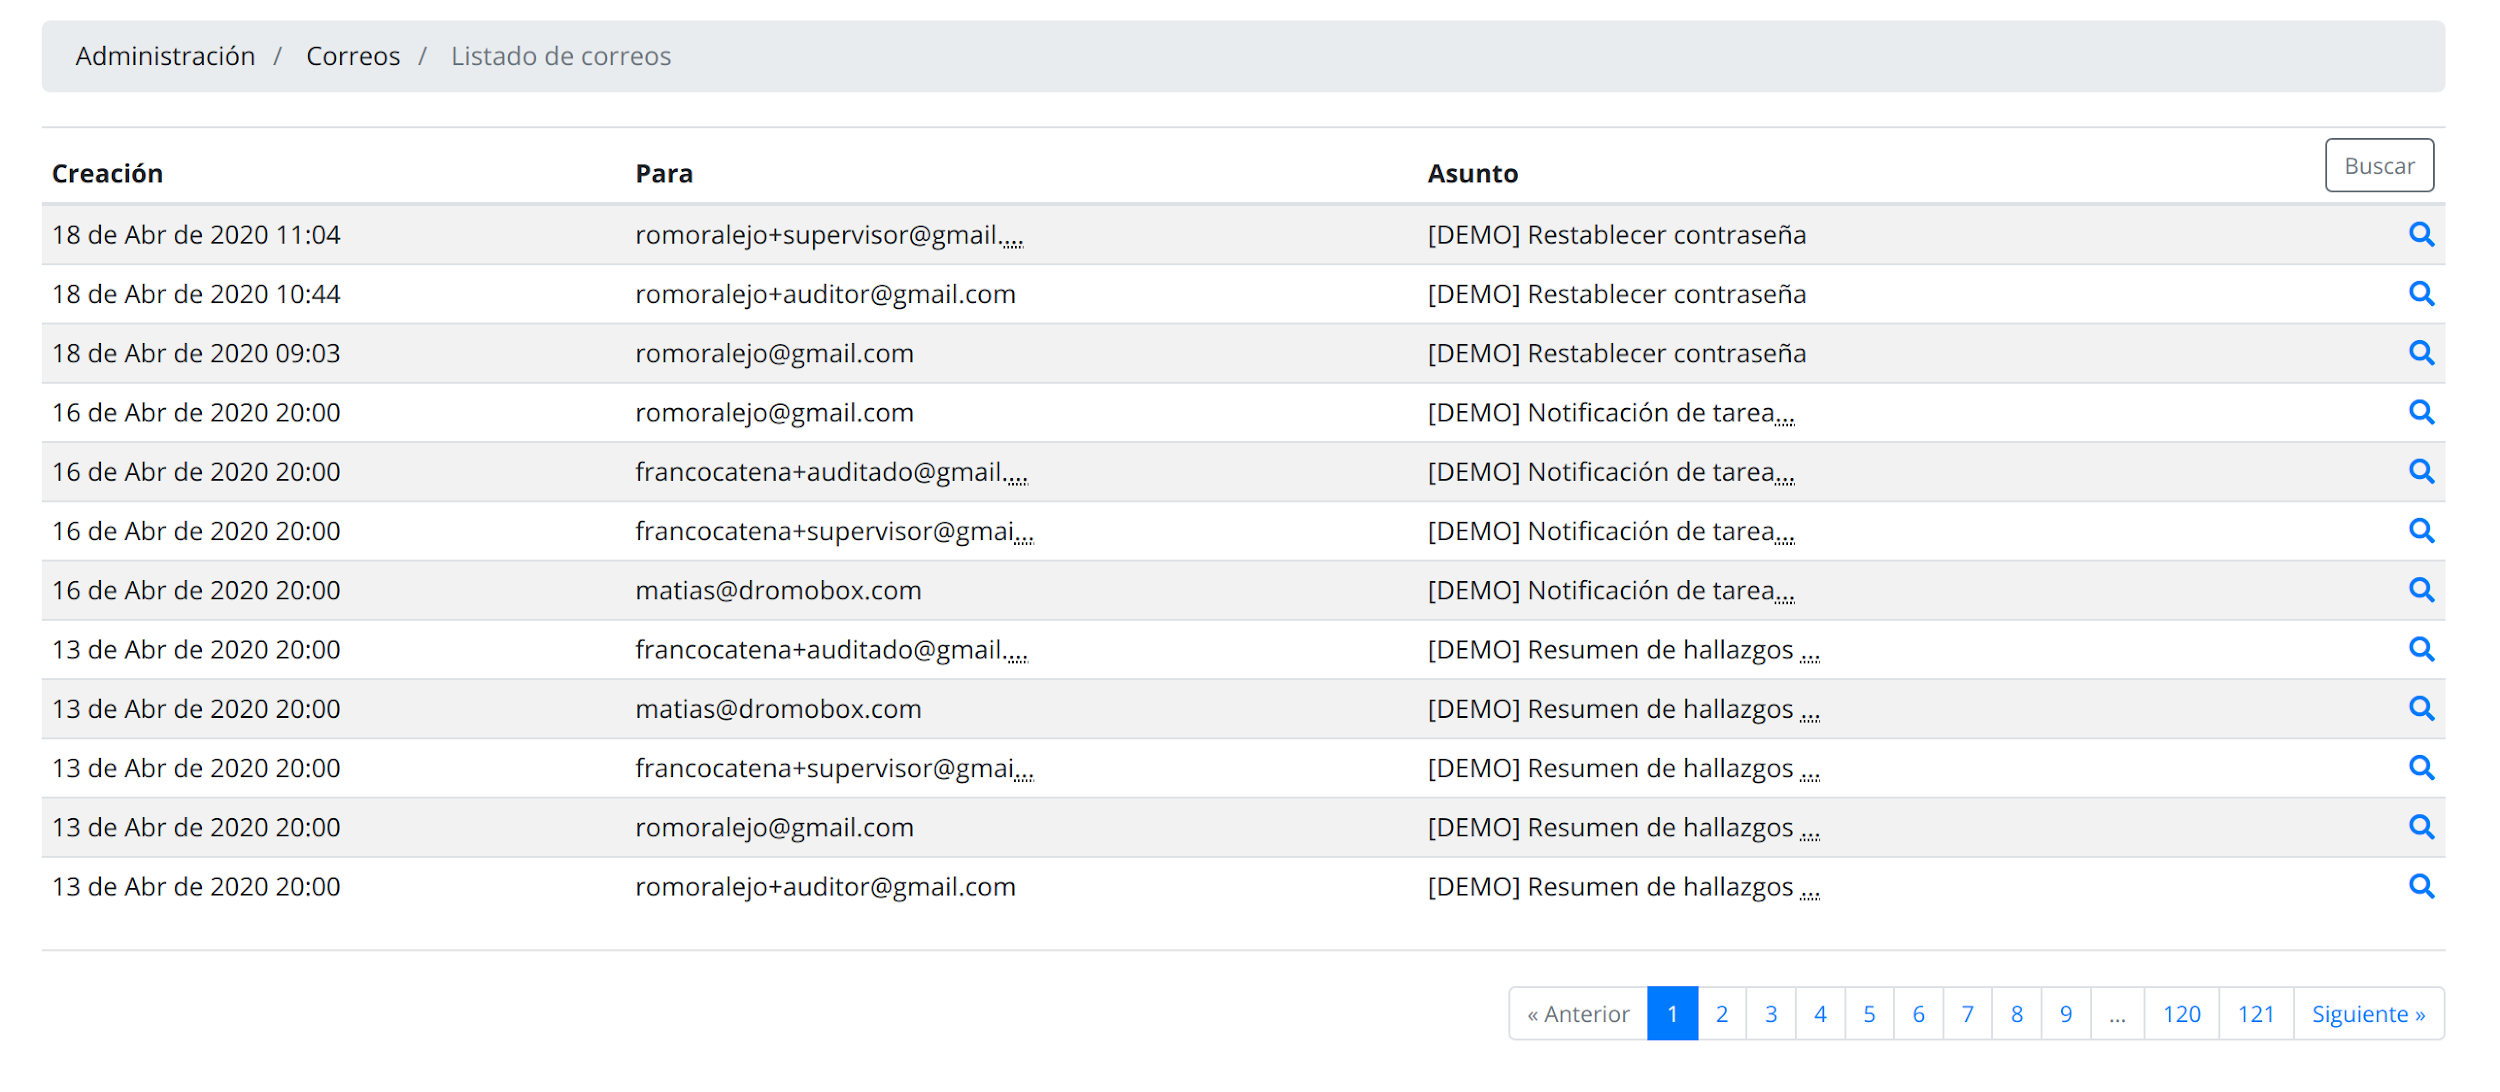 Administración / Correos / Listado de correos
Creación Para Asunto Buscar
18 de Abr de 2020 11:04 romoralejo+supervisor@gmail.... [DEMO] Restablecer contraseña
18 de Abr de 2020 10:44 romoralejo+auditor@gmail.com [DEMO] Restablecer contraseña
18 de Abr de 2020 09:03 romoralejo@gmail.com [DEMO] Restablecer contraseña
16 de Abr de 2020 20:00 romoralejo@gmail.com [DEMO] Notificación de tarea...
16 de Abr de 2020 20:00 francocatena+auditado@gmail.... [DEMO] Notificación de tarea...
16 de Abr de 2020 20:00 francocatena+supervisor@gmai... [DEMO] Notificación de tarea...
16 de Abr de 2020 20:00 matias@dromobox.com [DEMO] Notificación de tarea...
13 de Abr de 2020 20:00 francocatena+auditado@gmail.... [DEMO] Resumen de hallazgos ...
13 de Abr de 2020 20:00 matias@dromobox.com [DEMO] Resumen de hallazgos ...
13 de Abr de 2020 20:00 francocatena+supervisor@gmai... [DEMO] Resumen de hallazgos ...
13 de Abr de 2020 20:00 romoralejo@gmail.com [DEMO] Resumen de hallazgos ...
13 de Abr de 2020 20:00 romoralejo+auditor@gmail.com [DEMO] Resumen de hallazgos ...
« Anterior 1 2 3 4 5 6 7 8 9 ... 120 121 Siguiente »